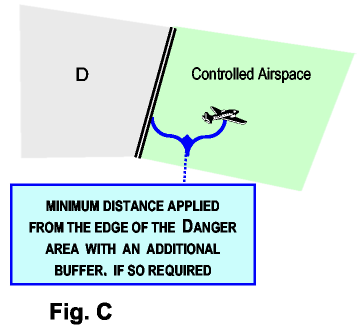 D
Controlled Airspace
MINIMUM DISTANCE APPLIED
FROM THE EDGE OF THE DANGER
AREA WITH AN ADDITIONAL
BUFFER. IF SO REQUIRED
Fig. C